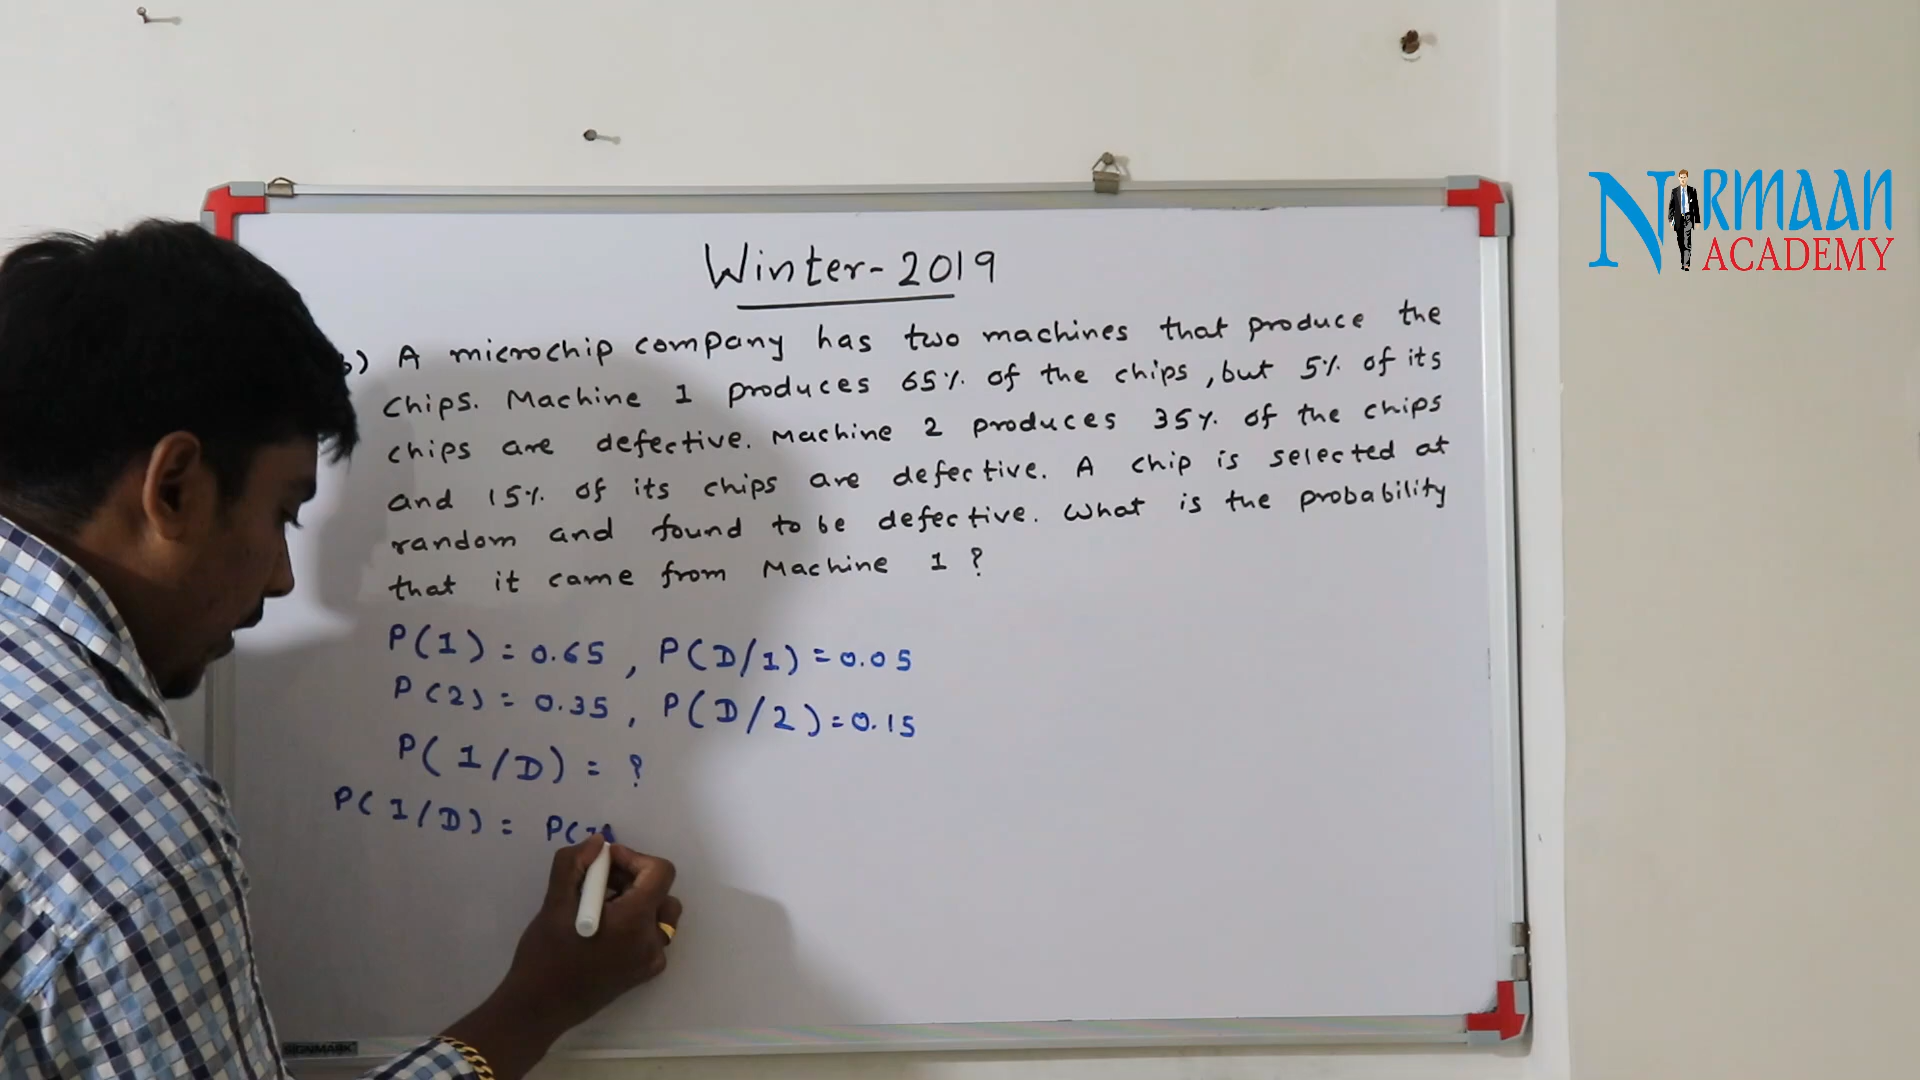 Winter-2019
) A microchip company has two machines that produce the
chips. Machine 1 produces 65% of the chips, but 5% of its
chips are defective. Machine 2 produces 35% of the chips
and 15% of its chips are defective. A chip is selected at
random and found to be defective. What is the probability
that it came from Machine 1 ?
P(1) = 0.65 , P(D/1) = 0.05
P(2) = 0.35 , P(D/2) = 0.15
P(1/D) = ?
P(1/D) = P(
NIRMAAN
ACADEMY
SIGNMARK